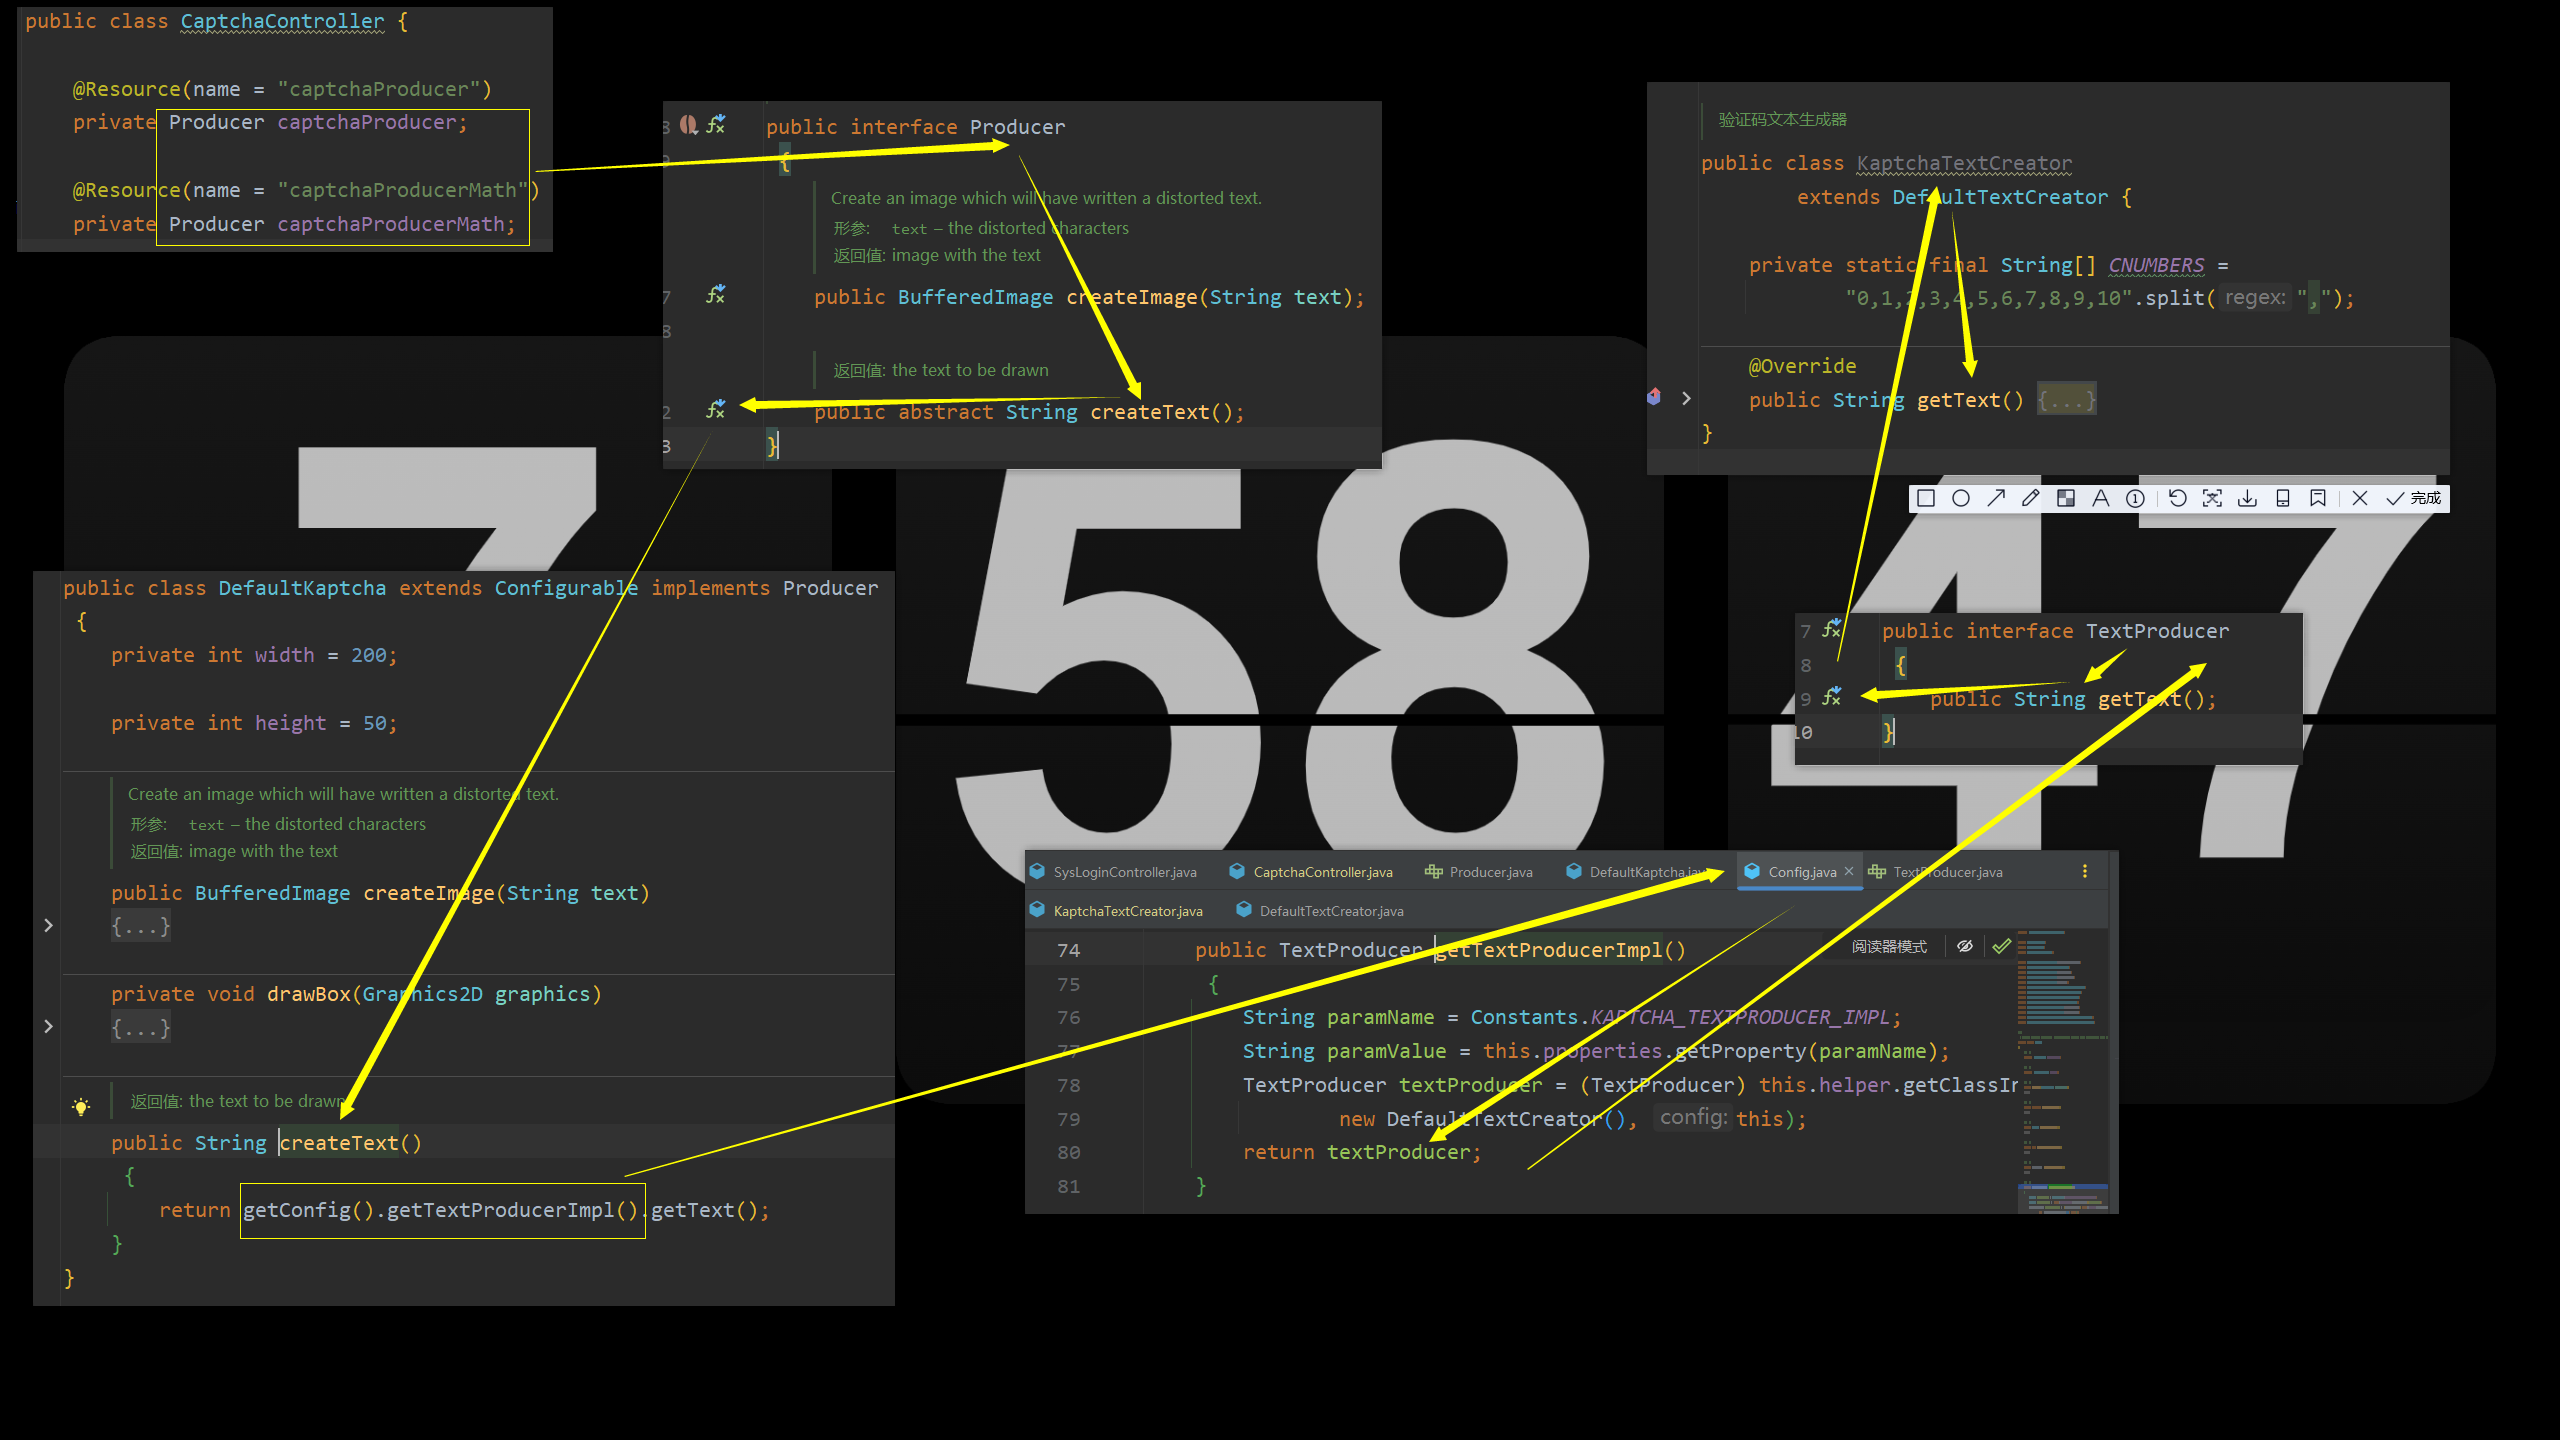 public class CaptchaController {
@Resource(name = "captchaProducer")
private Producer captchaProducer;
@Resource(name = "captchaProducerMath")
private Producer captchaProducerMath;
8 public interface Producer
9 {
Create an image which will have written a distorted text.
形参: text – the distorted characters
返回值: image with the text
7 public BufferedImage createImage(String text);
8
返回值: the text to be drawn
2 public abstract String createText();
3 }
验证码文本生成器
public class KaptchaTextCreator
extends DefaultTextCreator {
private static final String[] CNUMBERS =
"0,1,2,3,4,5,6,7,8,9,10".split( regex: ",");
@Override
public String getText() {...}
}
完成
7 58 47
public class DefaultKaptcha extends Configurable implements Producer
{
private int width = 200;
private int height = 50;
Create an image which will have written a distorted text.
形参: text – the distorted characters
返回值: image with the text
public BufferedImage createImage(String text)
{...}
private void drawBox(Graphics2D graphics)
{...}
返回值: the text to be drawn
public String createText()
{
return getConfig().getTextProducerImpl().getText();
}
}
7 public interface TextProducer
8 {
9 public String getText();
10 }
SysLoginController.java CaptchaController.java Producer.java DefaultKaptcha.java Config.java TextProducer.java
KaptchaTextCreator.java DefaultTextCreator.java
74 public TextProducer getTextProducerImpl() 阅读器模式
75 {
76 String paramName = Constants.KAPTCHA_TEXTPRODUCER_IMPL;
77 String paramValue = this.properties.getProperty(paramName);
78 TextProducer textProducer = (TextProducer) this.helper.getClassIn
79 new DefaultTextCreator(), config: this);
80 return textProducer;
81 }